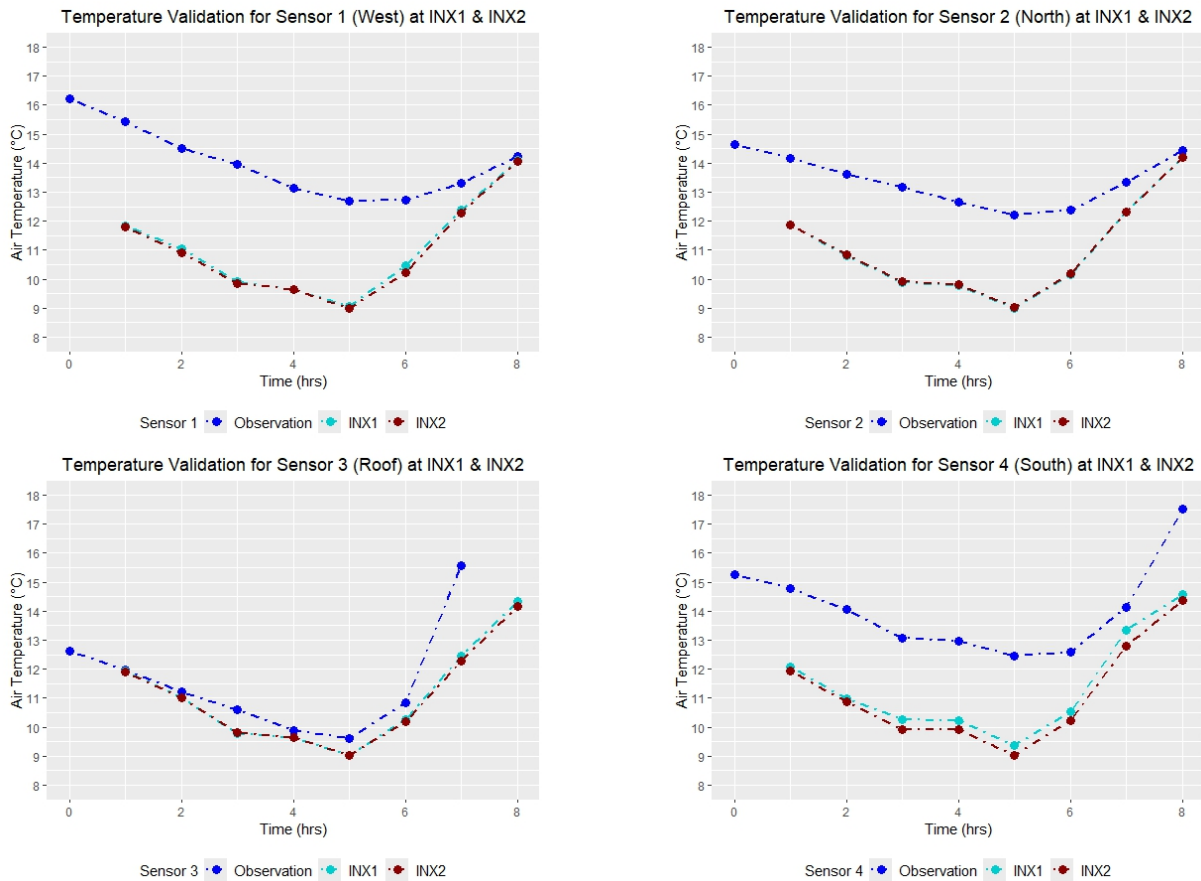 Temperature Validation for Sensor 1 (West) at INX1 & INX2
18
17
16
15
14
13
12
11
10
9
8
Air Temperature (°C)
0 2 4 6 8
Time (hrs)
Sensor 1 Observation INX1 INX2
Temperature Validation for Sensor 2 (North) at INX1 & INX2
18
17
16
15
14
13
12
11
10
9
8
Air Temperature (°C)
0 2 4 6 8
Time (hrs)
Sensor 2 Observation INX1 INX2
Temperature Validation for Sensor 3 (Roof) at INX1 & INX2
18
17
16
15
14
13
12
11
10
9
8
Air Temperature (°C)
0 2 4 6 8
Time (hrs)
Sensor 3 Observation INX1 INX2
Temperature Validation for Sensor 4 (South) at INX1 & INX2
18
17
16
15
14
13
12
11
10
9
8
Air Temperature (°C)
0 2 4 6 8
Time (hrs)
Sensor 4 Observation INX1 INX2